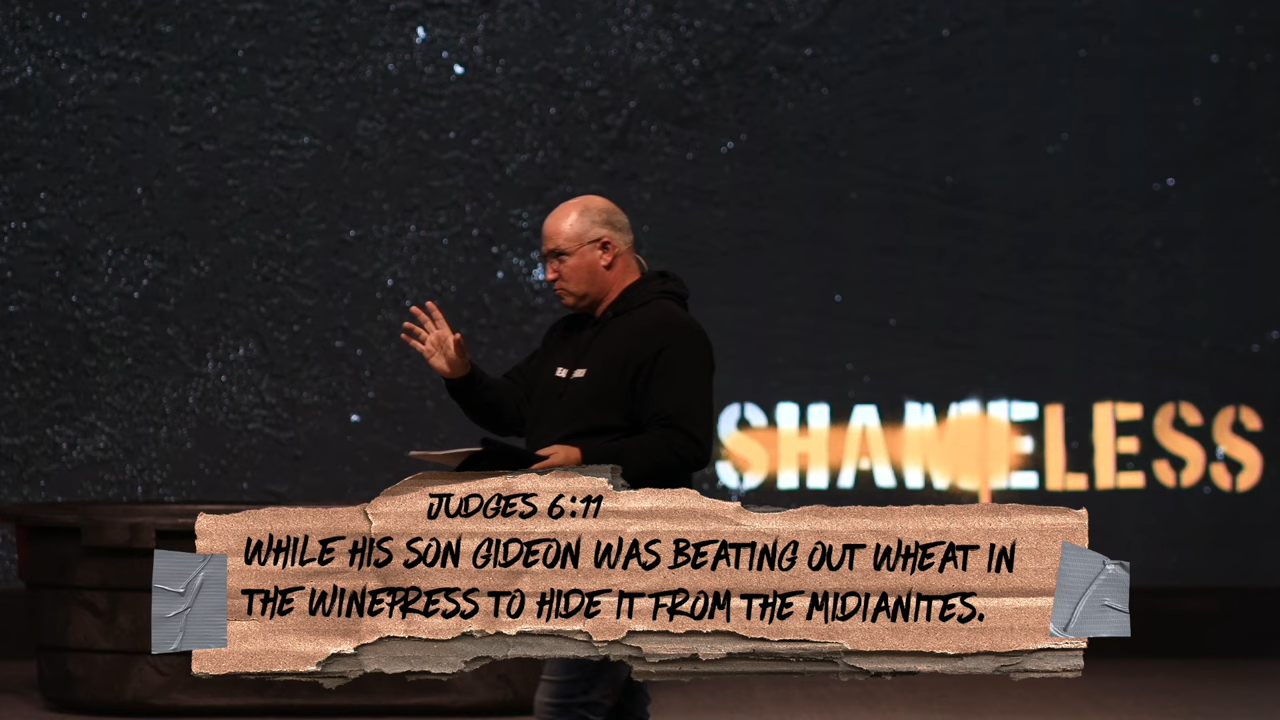 SHAMELESS
JUDGES 6:11
WHILE HIS SON GIDEON WAS BEATING OUT WHEAT IN
THE WINEPRESS TO HIDE IT FROM THE MIDIANITES.